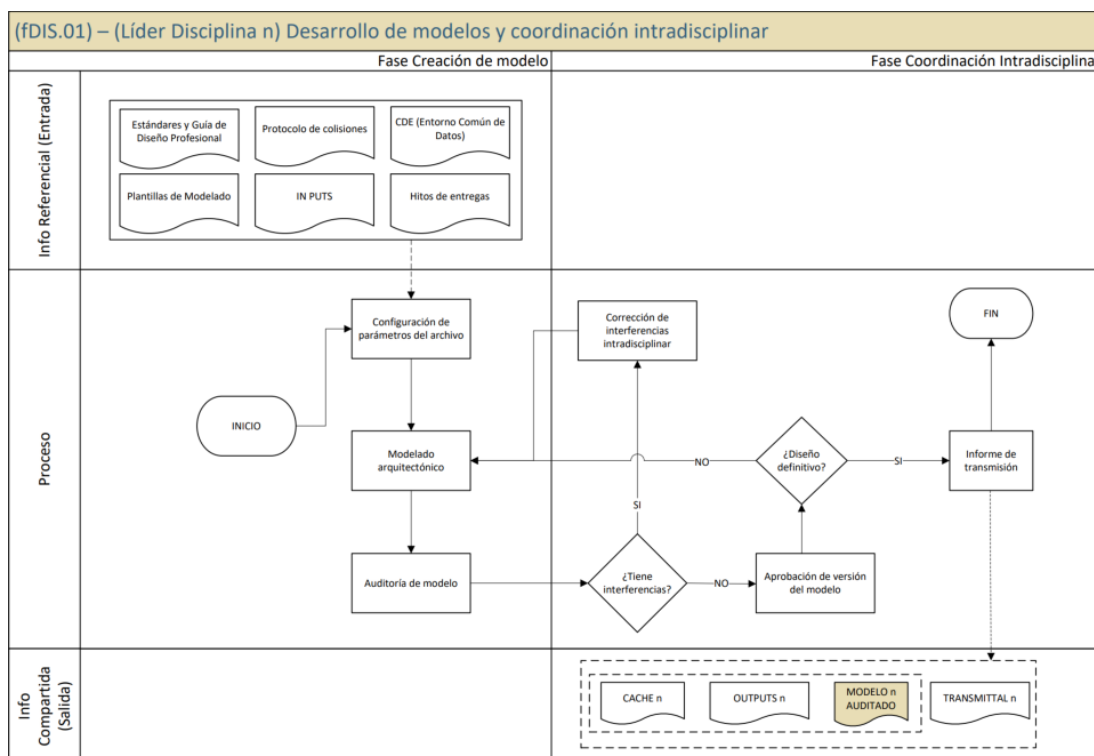 (fDIS.01) – (Líder Disciplina n) Desarrollo de modelos y coordinación intradisciplinar
Fase Creación de modelo
Fase Coordinación Intradisciplina
Info Referencial (Entrada)
Estándares y Guía de
Diseño Profesional
Protocolo de colisiones
CDE (Entorno Común de
Datos)
Plantillas de Modelado
IN PUTS
Hitos de entregas
Proceso
INICIO
Configuración de
parámetros del archivo
Modelado
arquitectónico
Auditoría de modelo
Corrección de
interferencias
intradisciplinar
SI
¿Tiene
interferencias?
NO
Aprobación de versión
del modelo
¿Diseño
definitivo?
NO
SI
Informe de
transmisión
FIN
Info
Compartida
(Salida)
CACHE n
OUTPUTS n
MODELO n
AUDITADO
TRANSMITTAL n